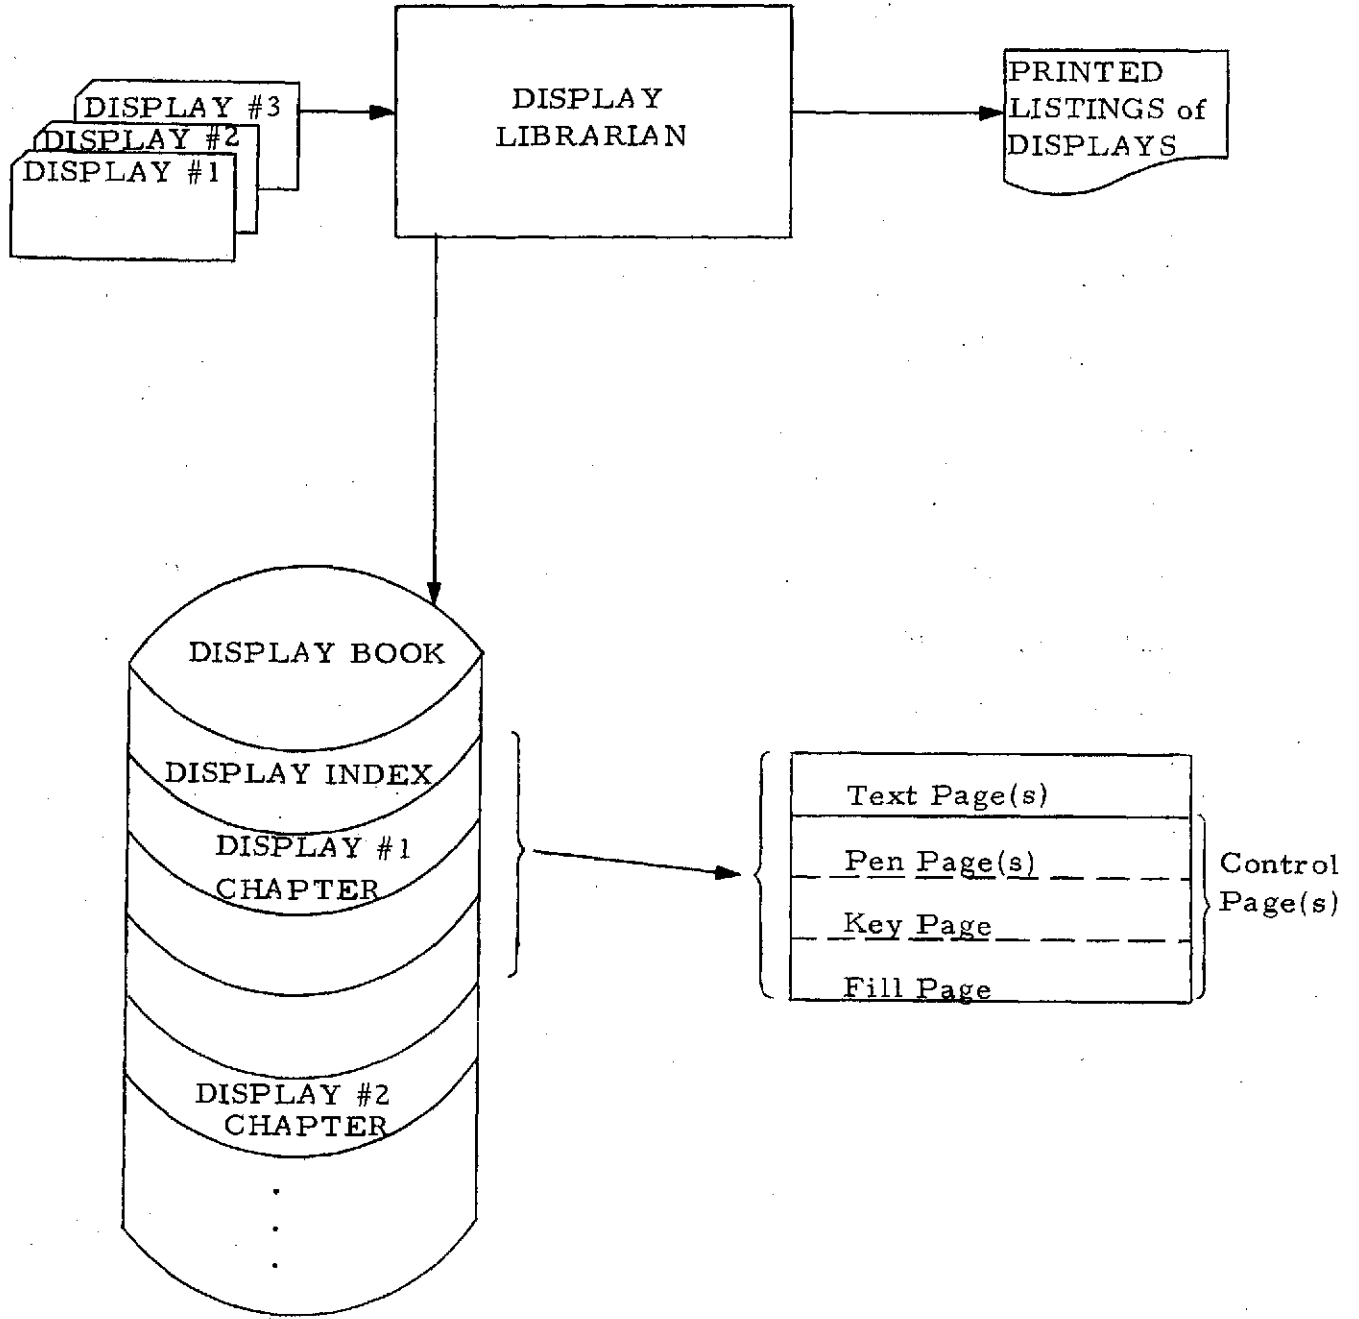 DISPLAY #3
DISPLAY #2
DISPLAY #1
DISPLAY
LIBRARIAN
PRINTED
LISTINGS of
DISPLAYS
DISPLAY BOOK
DISPLAY INDEX
DISPLAY #1
CHAPTER
DISPLAY #2
CHAPTER
Text Page(s)
Pen Page(s)
Key Page
Fill Page
Control
Page(s)